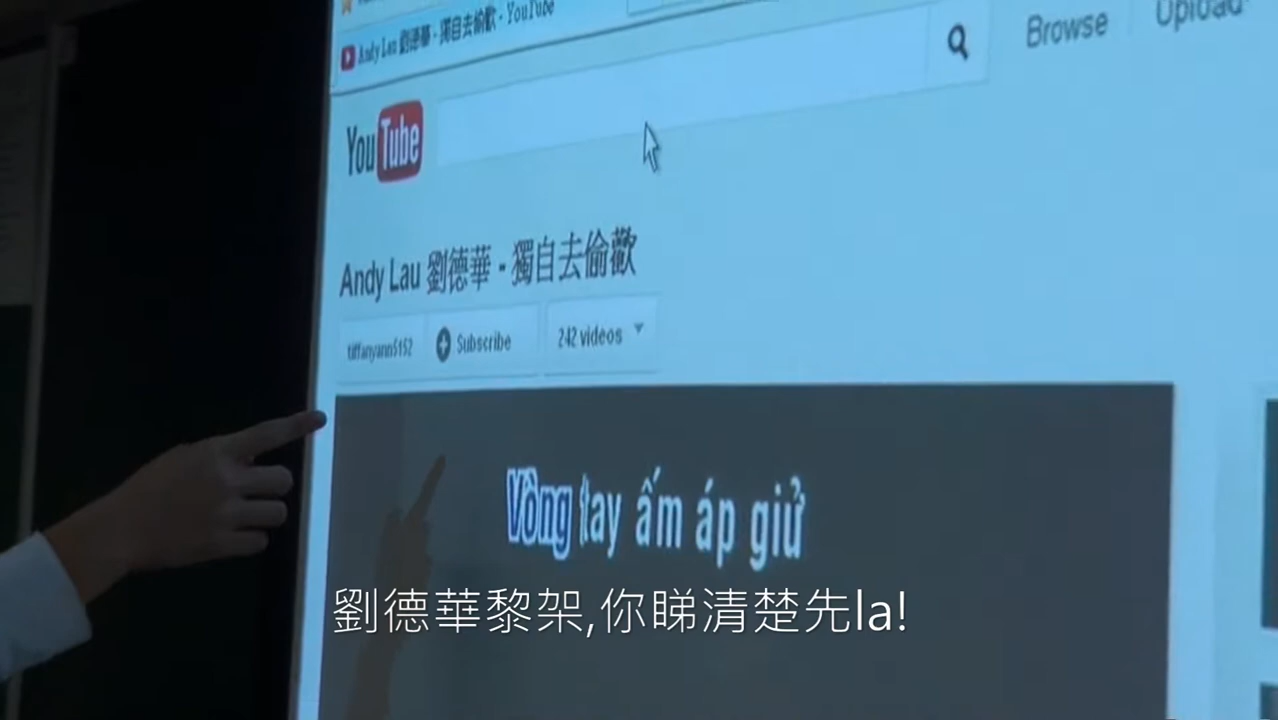 Andy Lau 劉德華 - 獨自去偷歡 - YouTube
YouTube
Browse
Upload
Andy Lau 劉德華 - 獨自去偷歡
tiffanyann5152
Subscribe
242 videos
Vòng tay ấm áp giử
劉德華黎架,你睇清楚先la!